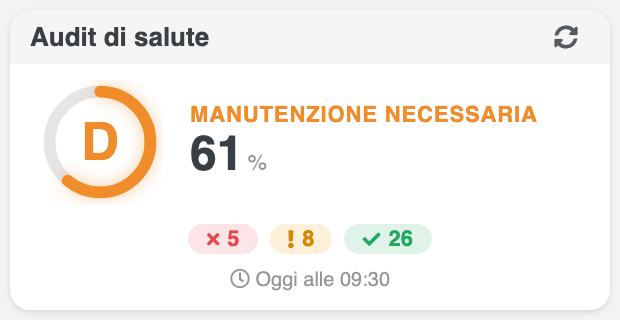 Audit di salute
D
MANUTENZIONE NECESSARIA
61 %
5 8 26
Oggi alle 09:30